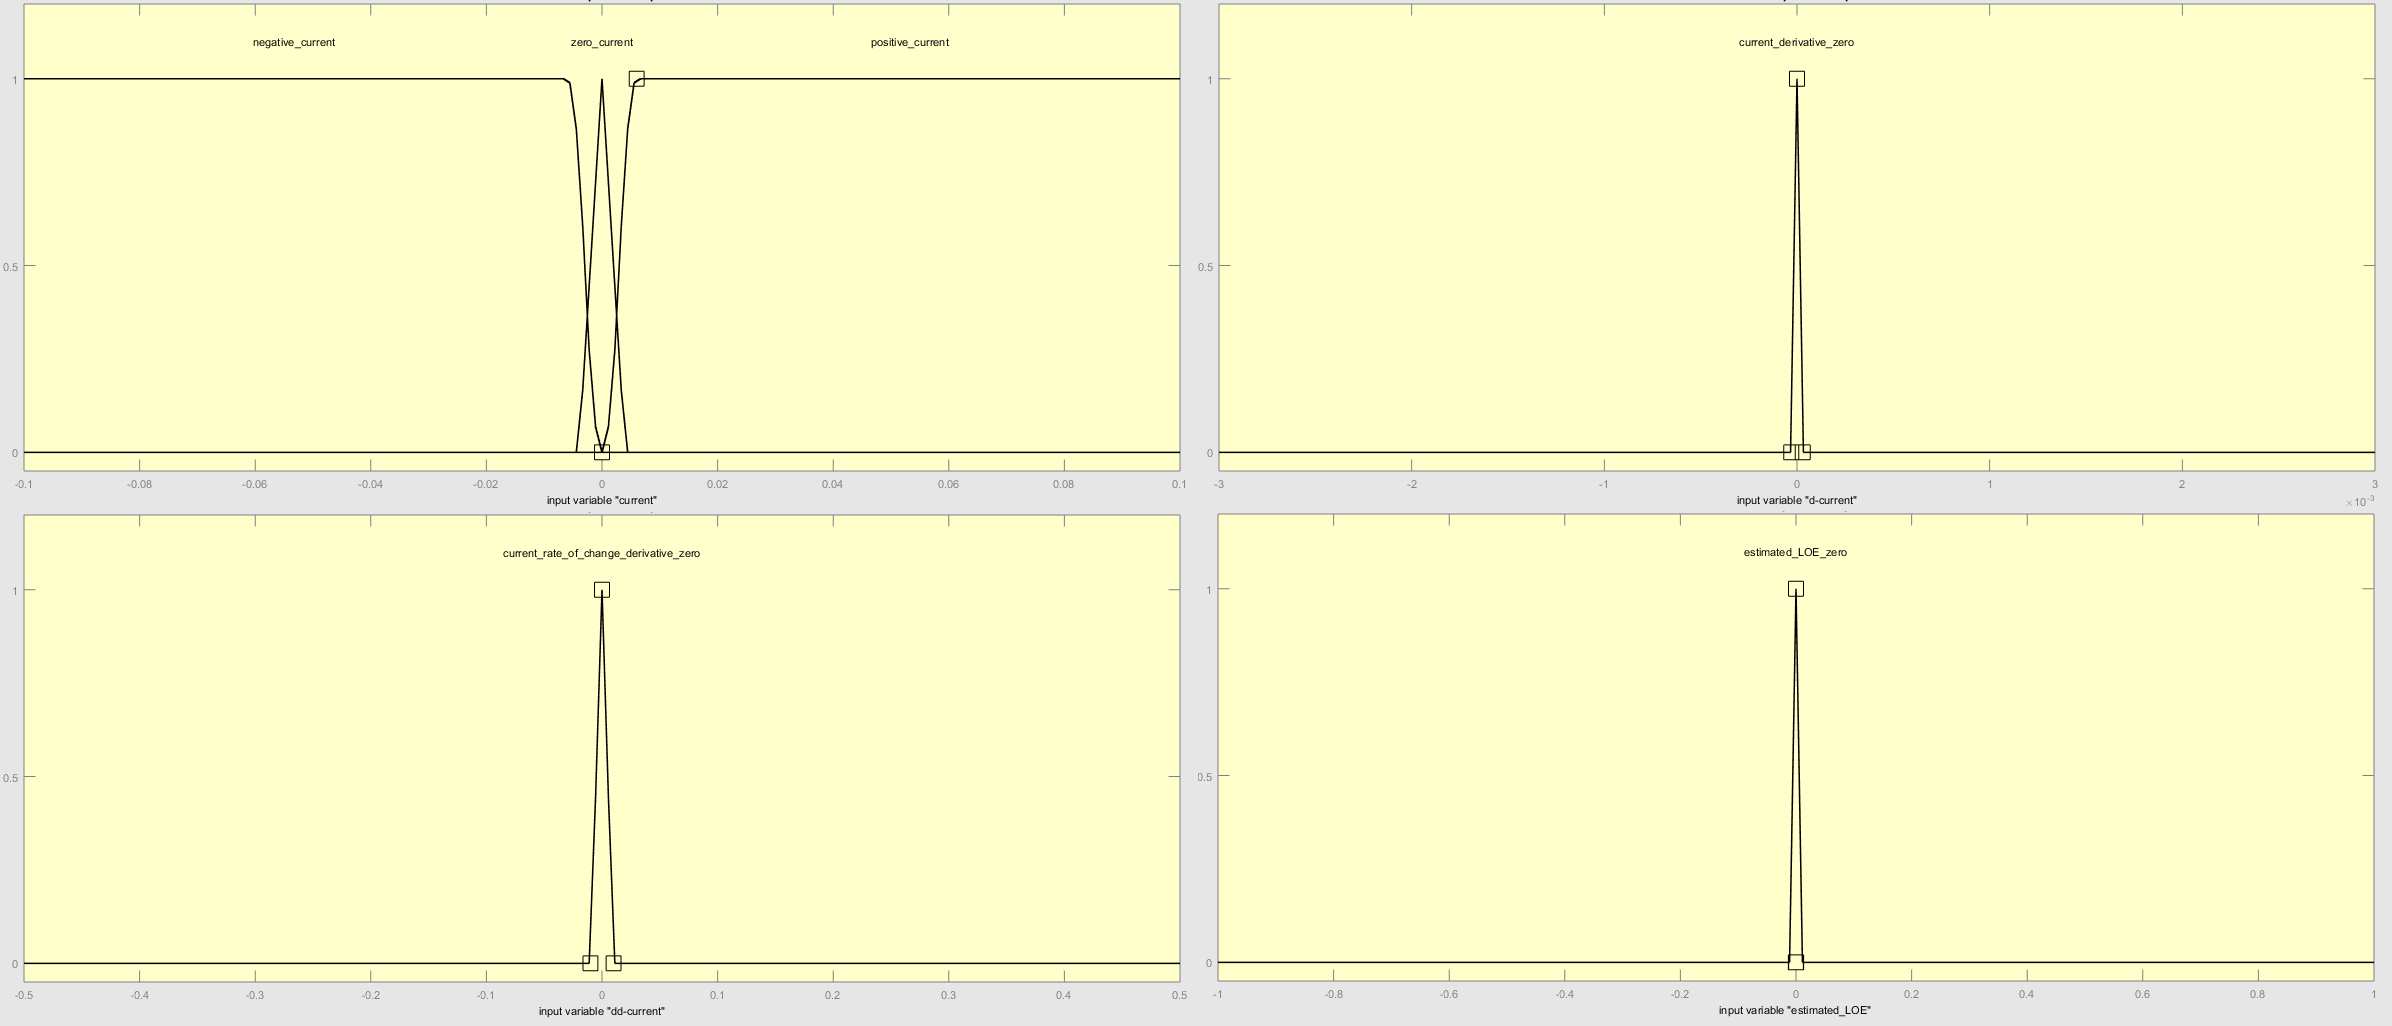 negative_current zero_current positive_current
1
0.5
0
-0.1 -0.08 -0.06 -0.04 -0.02 0 0.02 0.04 0.06 0.08 0.1
input variable "current"
current_derivative_zero
1
0.5
0
-3 -2 -1 0 1 2 3
input variable "d-current"
×10-3
current_rate_of_change_derivative_zero
1
0.5
0
-0.5 -0.4 -0.3 -0.2 -0.1 0 0.1 0.2 0.3 0.4 0.5
input variable "dd-current"
estimated_LOE_zero
1
0.5
0
-1 -0.8 -0.6 -0.4 -0.2 0 0.2 0.4 0.6 0.8 1
input variable "estimated_LOE"